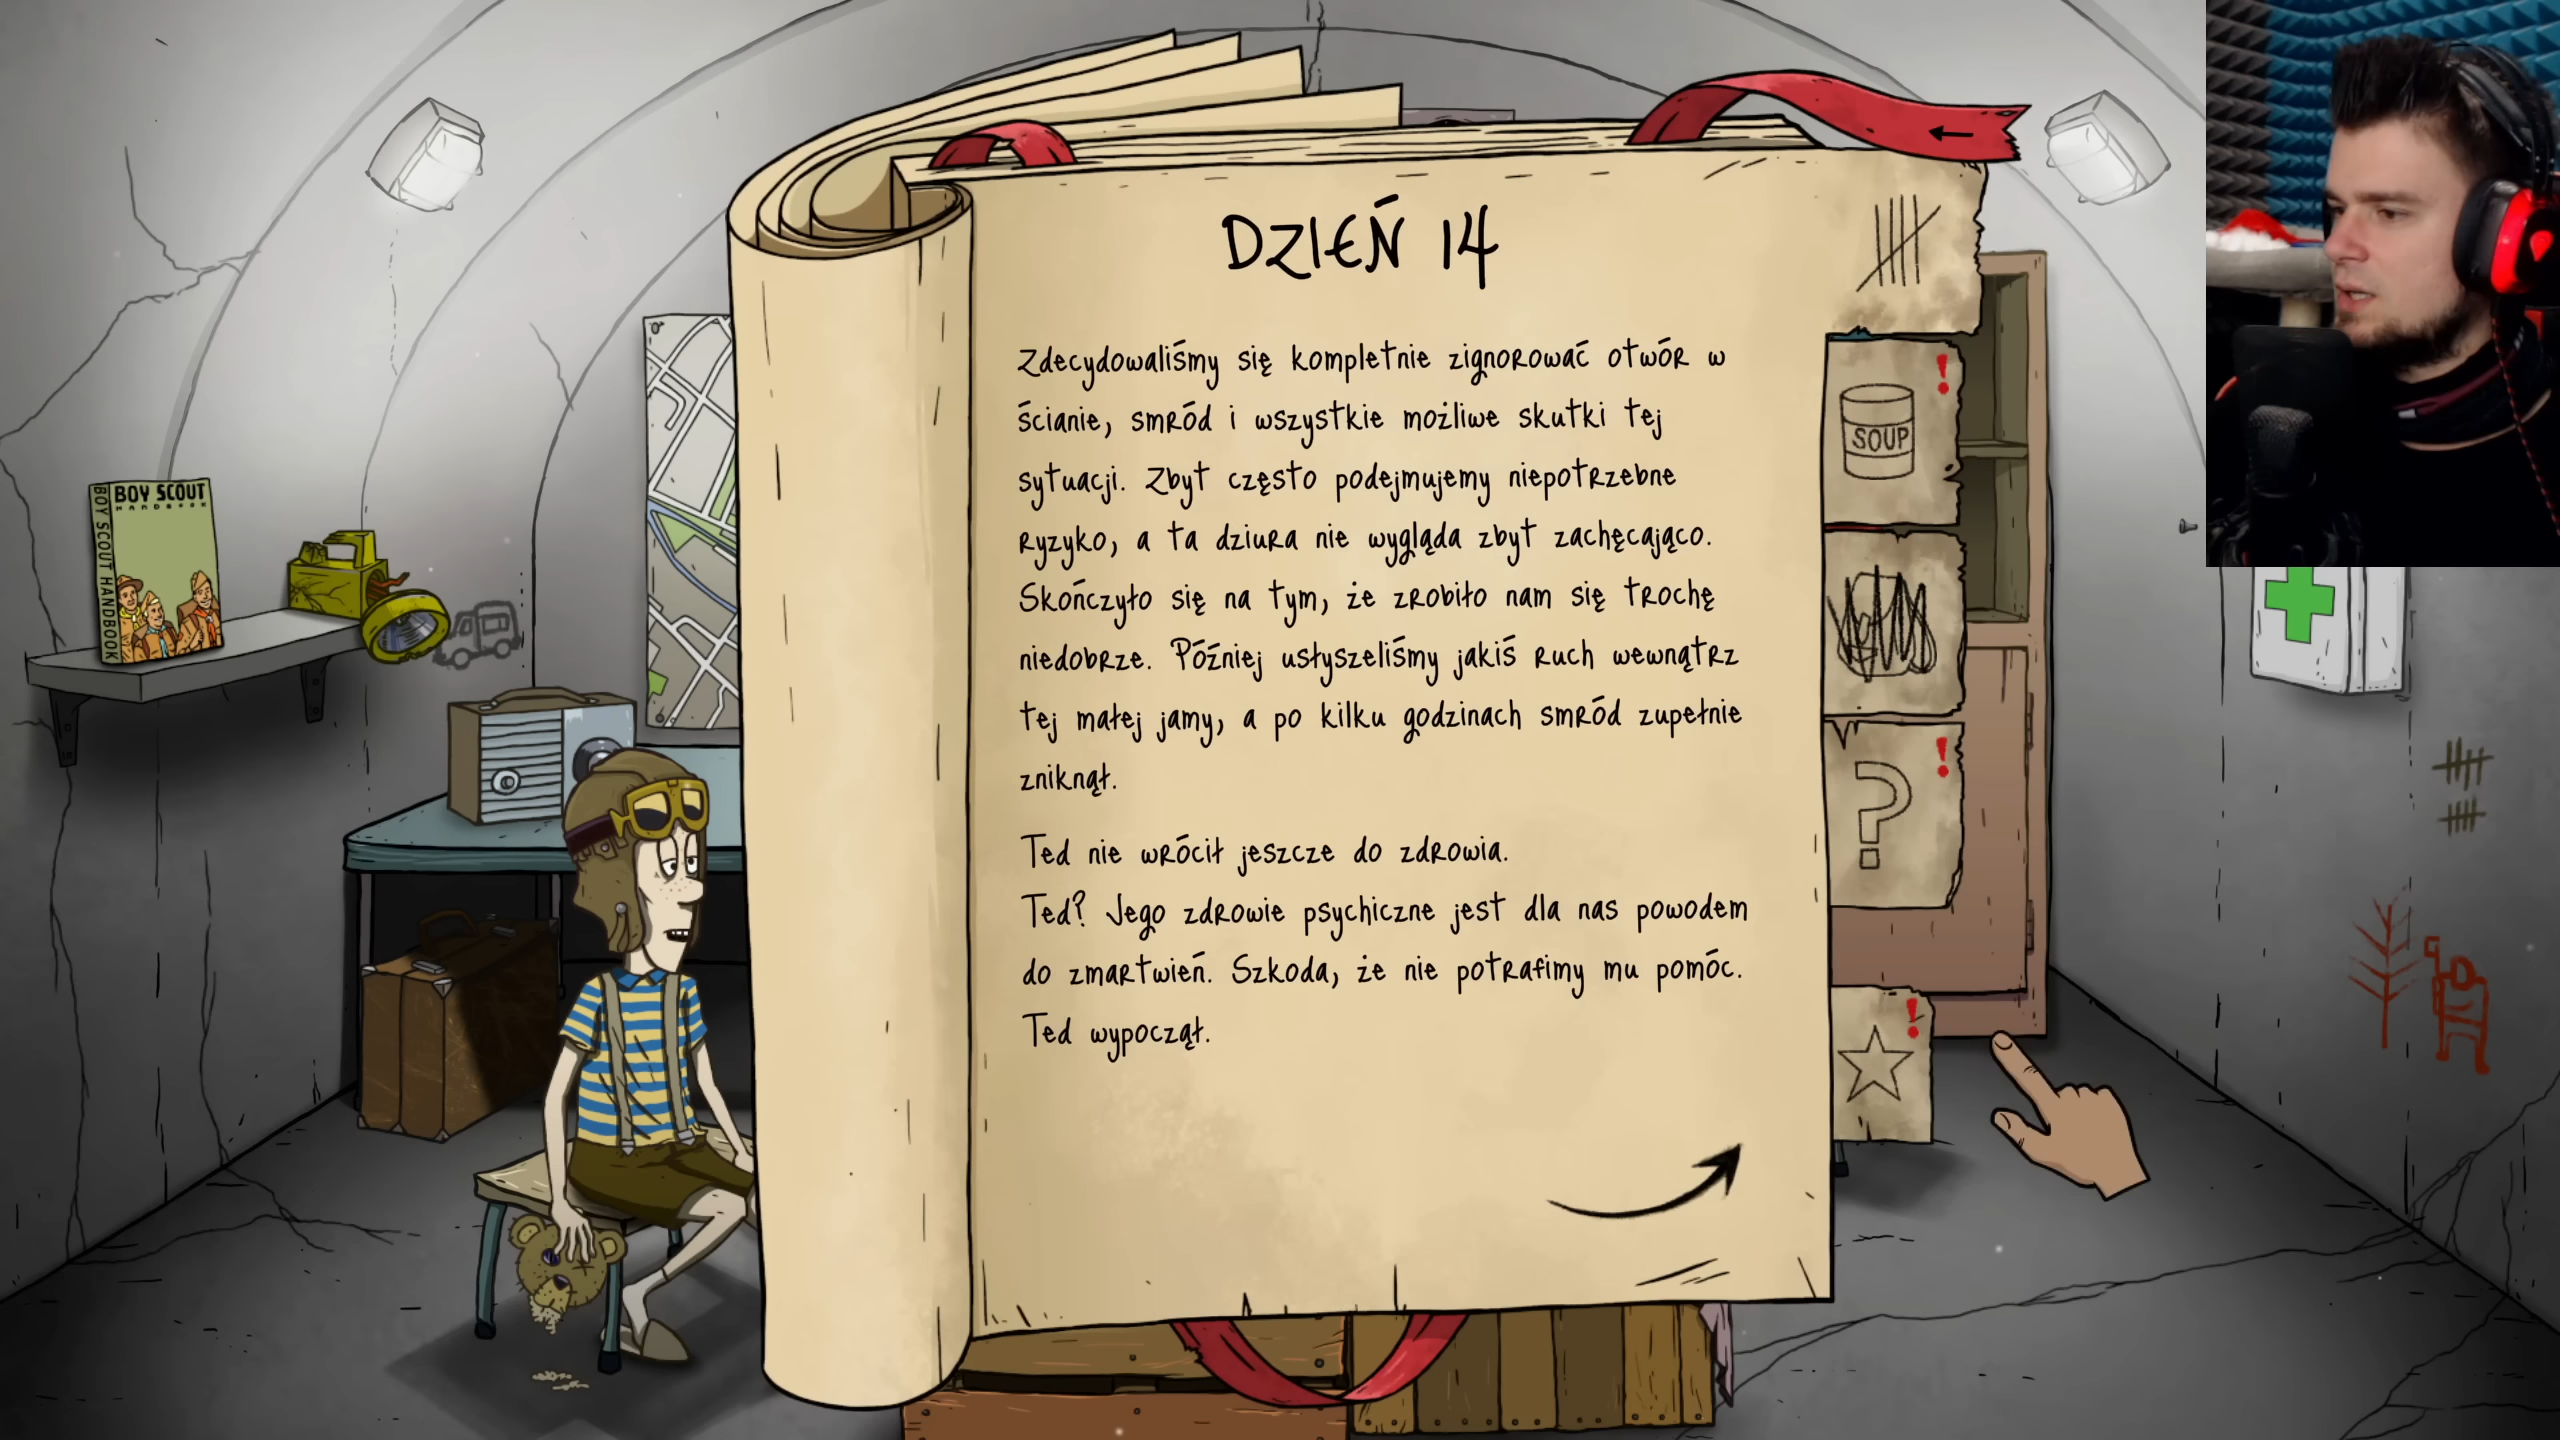 DZIEŃ 14
Zdecydowaliśmy się kompletnie zignorować otwór w
ścianie, smród i wszystkie możliwe skutki tej
sytuacji. Zbyt często podejmujemy niepotrzebne
ryzyko, a ta dziura nie wygląda zbyt zachęcająco.
Skończyło się na tym, że zrobiło nam się trochę
niedobrze. Później usłyszeliśmy jakiś ruch wewnątrz
tej małej jamy, a po kilku godzinach smród zupełnie
zniknął.
Ted nie wrócił jeszcze do zdrowia.
Ted? Jego zdrowie psychiczne jest dla nas powodem
do zmartwień. Szkoda, że nie potrafimy mu pomóc.
Ted wypoczął.
!
SOUP
!
?
!
BOY SCOUT
HANDBOOK
BOY SCOUT HANDBOOK